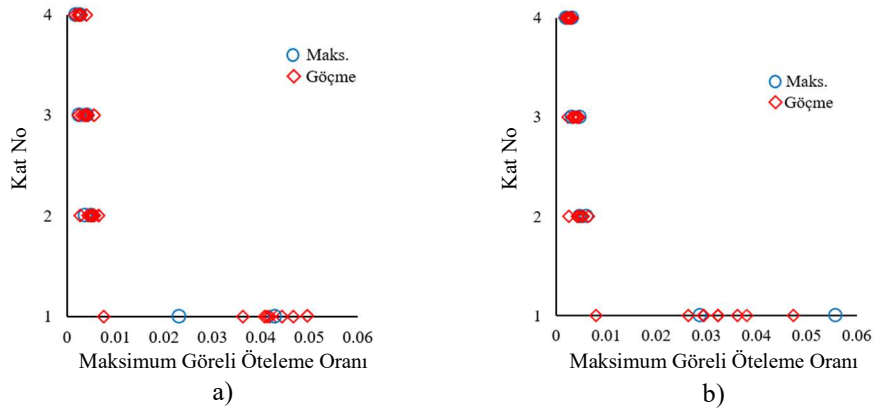 4
3
2
1
Kat No
0
0.01
0.02
0.03
0.04
0.05
0.06
Maksimum Göreli Öteleme Oranı
Maks.
Göçme
a)
4
3
2
1
Kat No
0
0.01
0.02
0.03
0.04
0.05
0.06
Maksimum Göreli Öteleme Oranı
Maks.
Göçme
b)